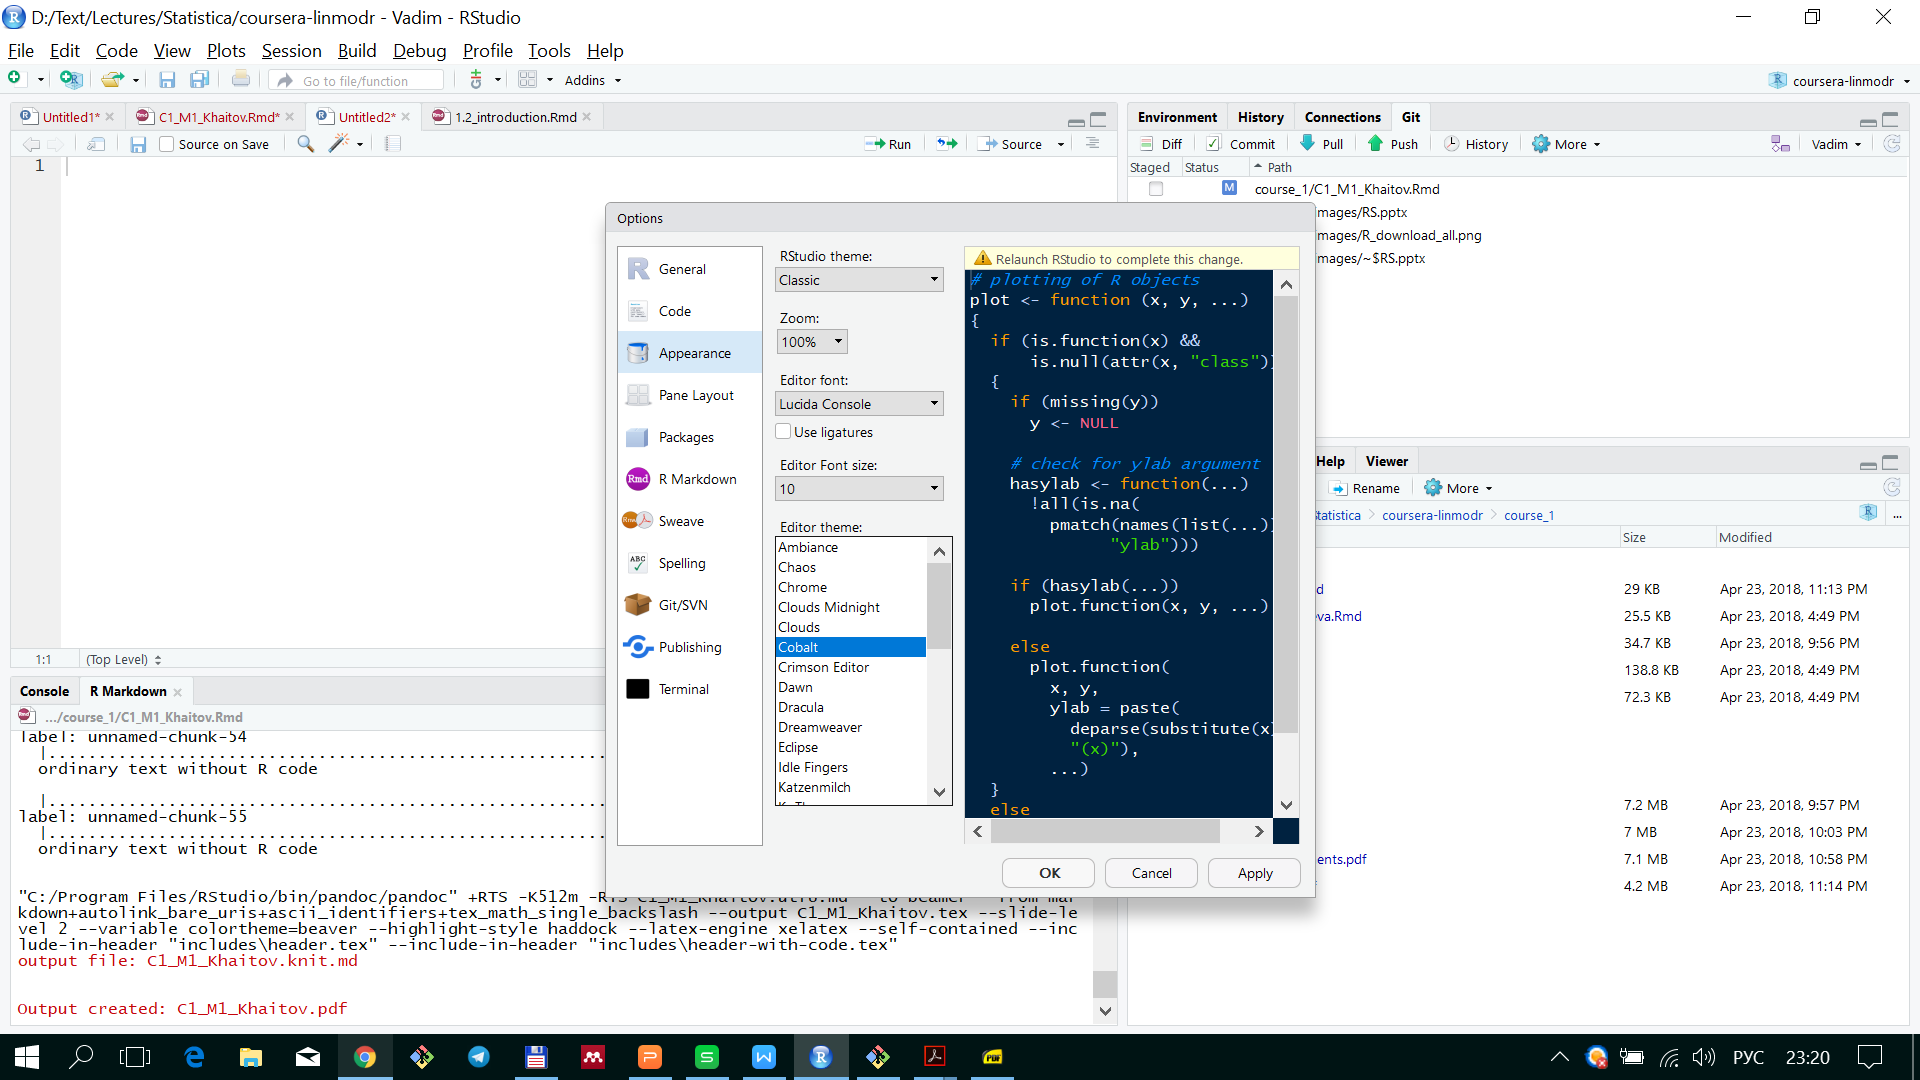 D:/Text/Lectures/Statistica/coursera-linmodr - Vadim - RStudio
File Edit Code View Plots Session Build Debug Profile Tools Help
Go to file/function Addins coursera-linmodr
Untitled1* C1_M1_Khaitov.Rmd* Untitled2* 1.2_introduction.Rmd
Source on Save Run Source
1
1:1 (Top Level)
Environment History Connections Git
Diff Commit Pull Push History More Vadim
Staged Status Path
M course_1/C1_M1_Khaitov.Rmd
mages/RS.pptx
mages/R_download_all.png
mages/~$RS.pptx
Options
General
Code
Appearance
Pane Layout
Packages
R Markdown
Sweave
Spelling
Git/SVN
Publishing
Terminal
RStudio theme:
Classic
Zoom:
100%
Editor font:
Lucida Console
Use ligatures
Editor Font size:
10
Editor theme:
Ambiance
Chaos
Chrome
Clouds Midnight
Clouds
Cobalt
Crimson Editor
Dawn
Dracula
Dreamweaver
Eclipse
Idle Fingers
Katzenmilch
Relaunch RStudio to complete this change.
# plotting of R objects
plot <- function (x, y, ...)
{
if (is.function(x) &&
is.null(attr(x, "class"))
{
if (missing(y))
y <- NULL
# check for ylab argument
hasylab <- function(...)
!all(is.na(
pmatch(names(list(...))
"ylab")))
if (hasylab(...))
plot.function(x, y, ...)
else
plot.function(
x, y,
ylab = paste(
deparse(substitute(x)
"(x)"),
...)
}
else
OK Cancel Apply
Help Viewer
Rename More
tatistica coursera-linmodr course_1 ...
Size Modified
d 29 KB Apr 23, 2018, 11:13 PM
va.Rmd 25.5 KB Apr 23, 2018, 4:49 PM
34.7 KB Apr 23, 2018, 9:56 PM
138.8 KB Apr 23, 2018, 4:49 PM
72.3 KB Apr 23, 2018, 4:49 PM
7.2 MB Apr 23, 2018, 9:57 PM
7 MB Apr 23, 2018, 10:03 PM
ents.pdf 7.1 MB Apr 23, 2018, 10:58 PM
4.2 MB Apr 23, 2018, 11:14 PM
Console R Markdown
.../course_1/C1_M1_Khaitov.Rmd
label: unnamed-chunk-54
|..............................................................
ordinary text without R code
|..............................................................
label: unnamed-chunk-55
|..............................................................
ordinary text without R code
"C:/Program Files/RStudio/bin/pandoc/pandoc" +RTS -K512m -RTS C1_M1_Khaitov.utf8.md --to beamer --from mar
kdown+autolink_bare_uris+ascii_identifiers+tex_math_single_backslash --output C1_M1_Khaitov.tex --slide-le
vel 2 --variable colortheme=beaver --highlight-style haddock --latex-engine xelatex --self-contained --inc
lude-in-header "includes\header.tex" --include-in-header "includes\header-with-code.tex"
output file: C1_M1_Khaitov.knit.md
Output created: C1_M1_Khaitov.pdf
РУС 23:20